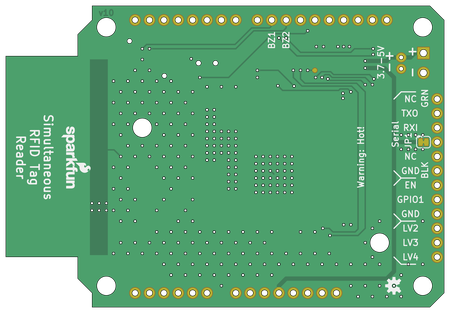 BZ1
BZ2
3.7-5V
+
-
+
-
GRN
NC
TXO
RXI
Serial
JP1
NC
BLK
GND
EN
GPIO1
GND
LV2
LV3
LV4
Warning: Hot!
sparkfun
Simultaneous
RFID Tag
Reader